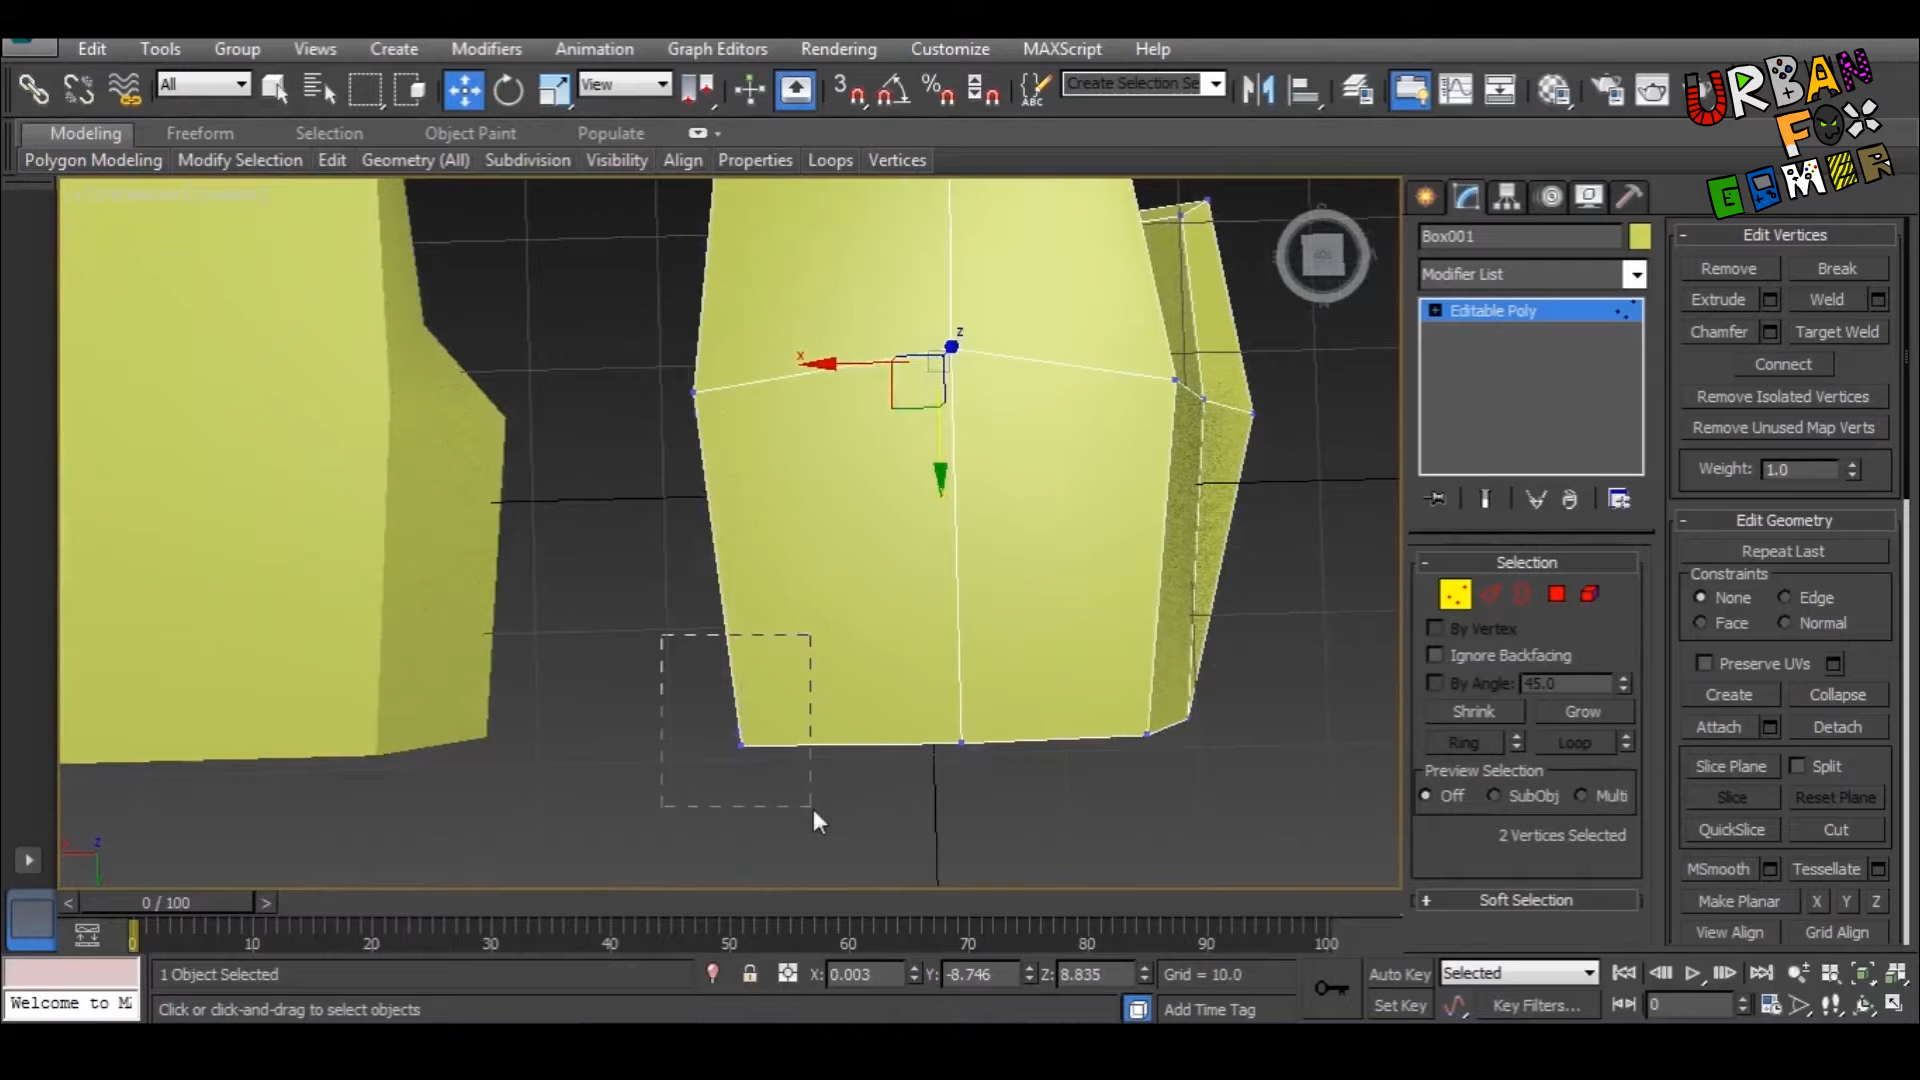 Edit Tools Group Views Create Modifiers Animation Graph Editors Rendering Customize MAXScript Help
All View 3 % ABC Create Selection Se
URBAN FOX GAMER
Modeling Freeform Selection Object Paint Populate
Polygon Modeling Modify Selection Edit Geometry (All) Subdivision Visibility Align Properties Loops Vertices
Box001
Modifier List
Editable Poly
z
x
Selection
By Vertex
Ignore Backfacing
By Angle: 45.0
Shrink Grow
Ring Loop
Preview Selection
Off SubObj Multi
2 Vertices Selected
Soft Selection
Edit Vertices
Remove Break
Extrude Weld
Chamfer Target Weld
Connect
Remove Isolated Vertices
Remove Unused Map Verts
Weight: 1.0
Edit Geometry
Repeat Last
Constraints
None Edge
Face Normal
Preserve UVs
Create Collapse
Attach Detach
Slice Plane Split
Slice Reset Plane
QuickSlice Cut
MSmooth Tessellate
Make Planar X Y Z
View Align Grid Align
z
0 / 100
0 10 20 30 40 50 60 70 80 90 100
1 Object Selected X: 0.003 Y: -8.746 Z: 8.835 Grid = 10.0 Auto Key Selected
Welcome to M
Click or click-and-drag to select objects Add Time Tag Set Key Key Filters... 0